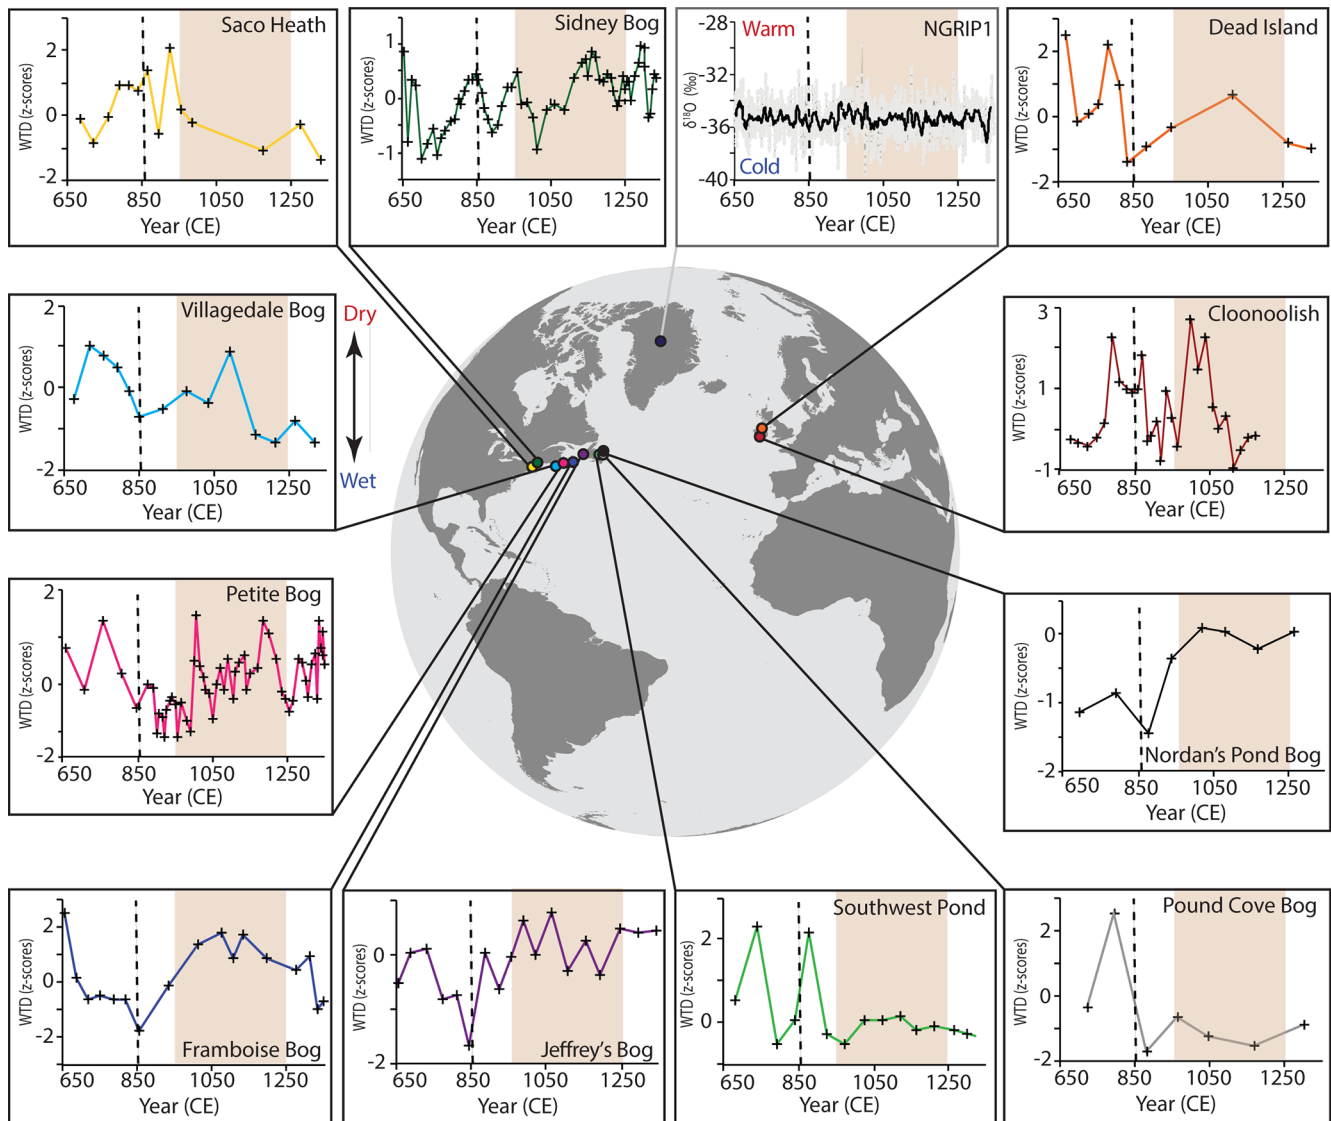 Saco Heath
WTD (z-scores)
2
0
-2
650
850
1050
1250
Year (CE)
Sidney Bog
WTD (z-scores)
1
0
-1
650
850
1050
1250
Year (CE)
NGRIP1
Warm
Cold
δ¹⁸O (‰)
-28
-32
-36
-40
650
850
1050
1250
Year (CE)
Dead Island
WTD (z-scores)
2
0
-2
650
850
1050
1250
Year (CE)
Villagedale Bog
WTD (z-scores)
2
0
-2
650
850
1050
1250
Year (CE)
Dry
Wet
Cloonoolish
WTD (z-scores)
3
1
-1
650
850
1050
1250
Year (CE)
Petite Bog
WTD (z-scores)
2
0
-2
650
850
1050
1250
Year (CE)
Nordan's Pond Bog
WTD (z-scores)
0
-1
-2
650
850
1050
1250
Year (CE)
Framboise Bog
WTD (z-scores)
2
0
-2
650
850
1050
1250
Year (CE)
Jeffrey's Bog
WTD (z-scores)
0
-2
650
850
1050
1250
Year (CE)
Southwest Pond
WTD (z-scores)
2
0
650
850
1050
1250
Year (CE)
Pound Cove Bog
WTD (z-scores)
2
0
-2
650
850
1050
1250
Year (CE)